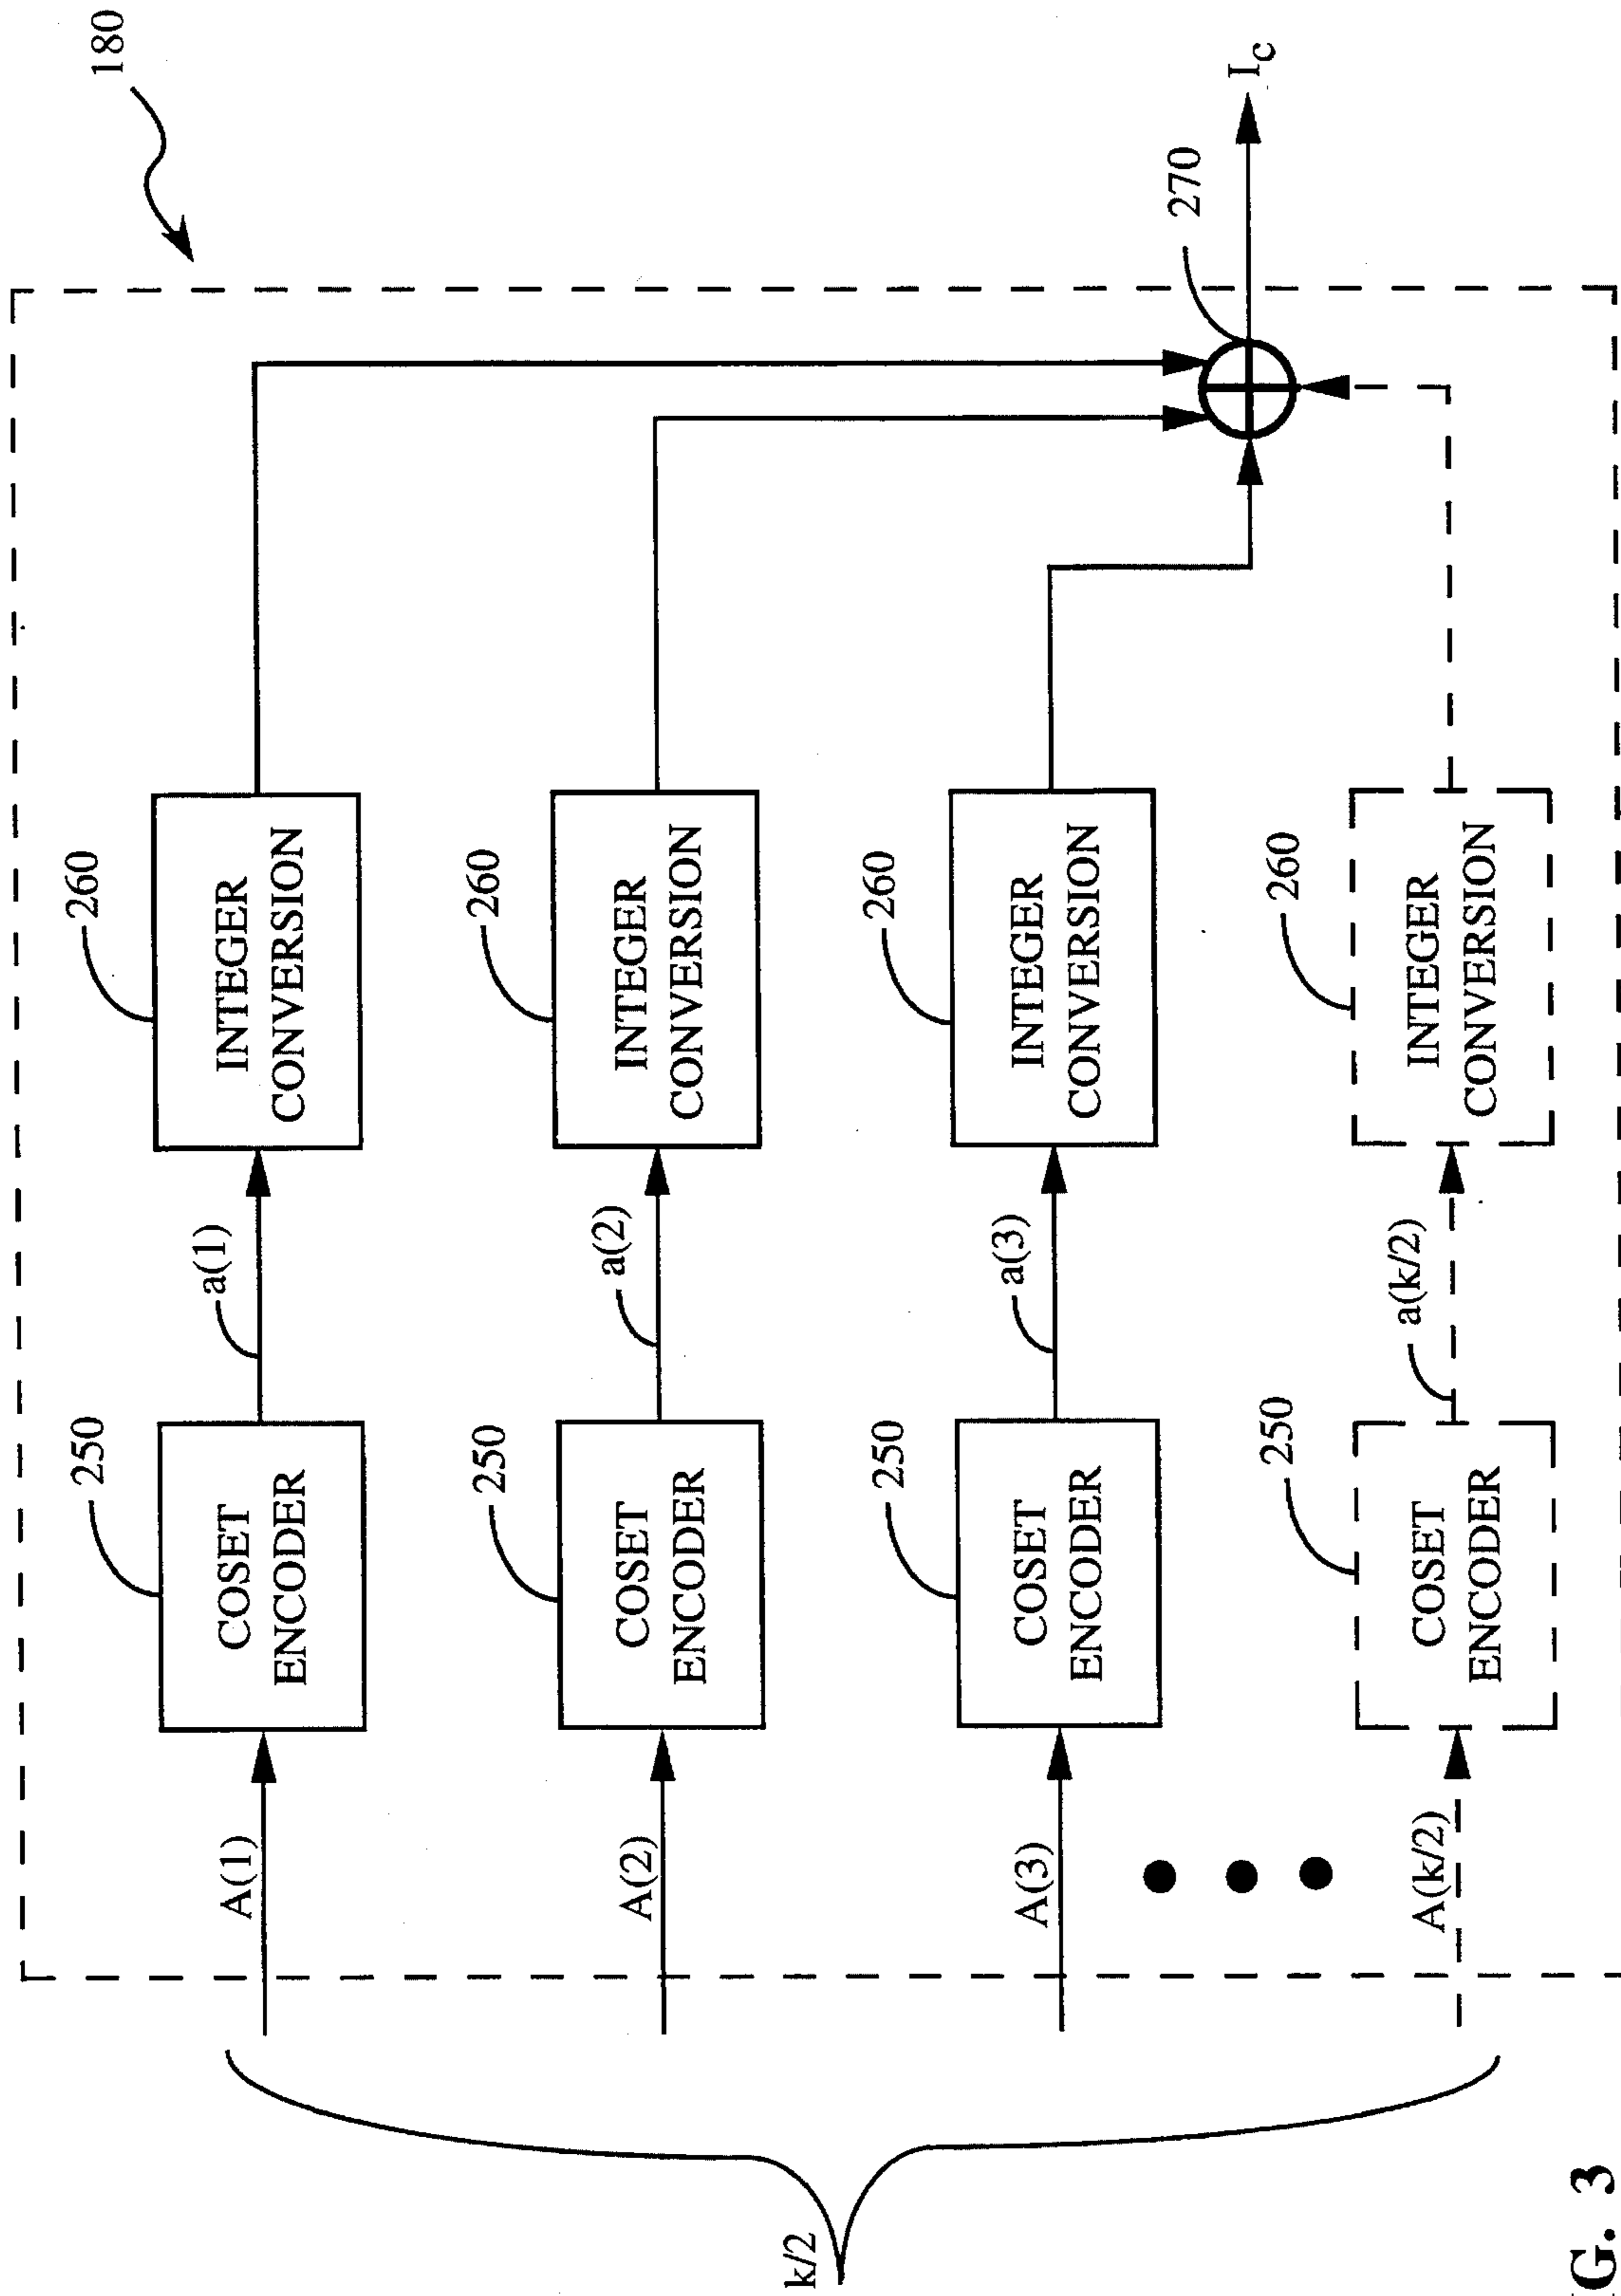 180
k/2
A(1)
250
COSET
ENCODER
a(1)
260
INTEGER
CONVERSION
A(2)
250
COSET
ENCODER
a(2)
260
INTEGER
CONVERSION
A(3)
250
COSET
ENCODER
a(3)
260
INTEGER
CONVERSION
270
I_c
A(k/2)
250
COSET
ENCODER
a(k/2)
260
INTEGER
CONVERSION
G. 3